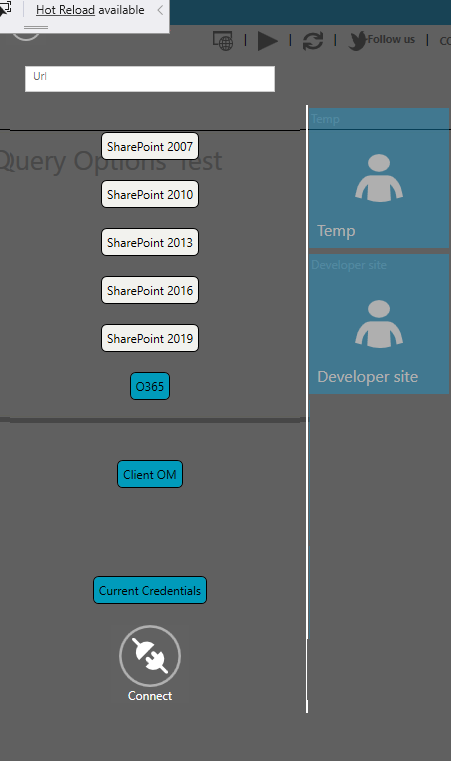 Hot Reload available
Follow us
Url
Temp
Query Options Test
SharePoint 2007
SharePoint 2010
SharePoint 2013
SharePoint 2016
SharePoint 2019
O365
Temp
Developer site
Developer site
Client OM
Current Credentials
Connect